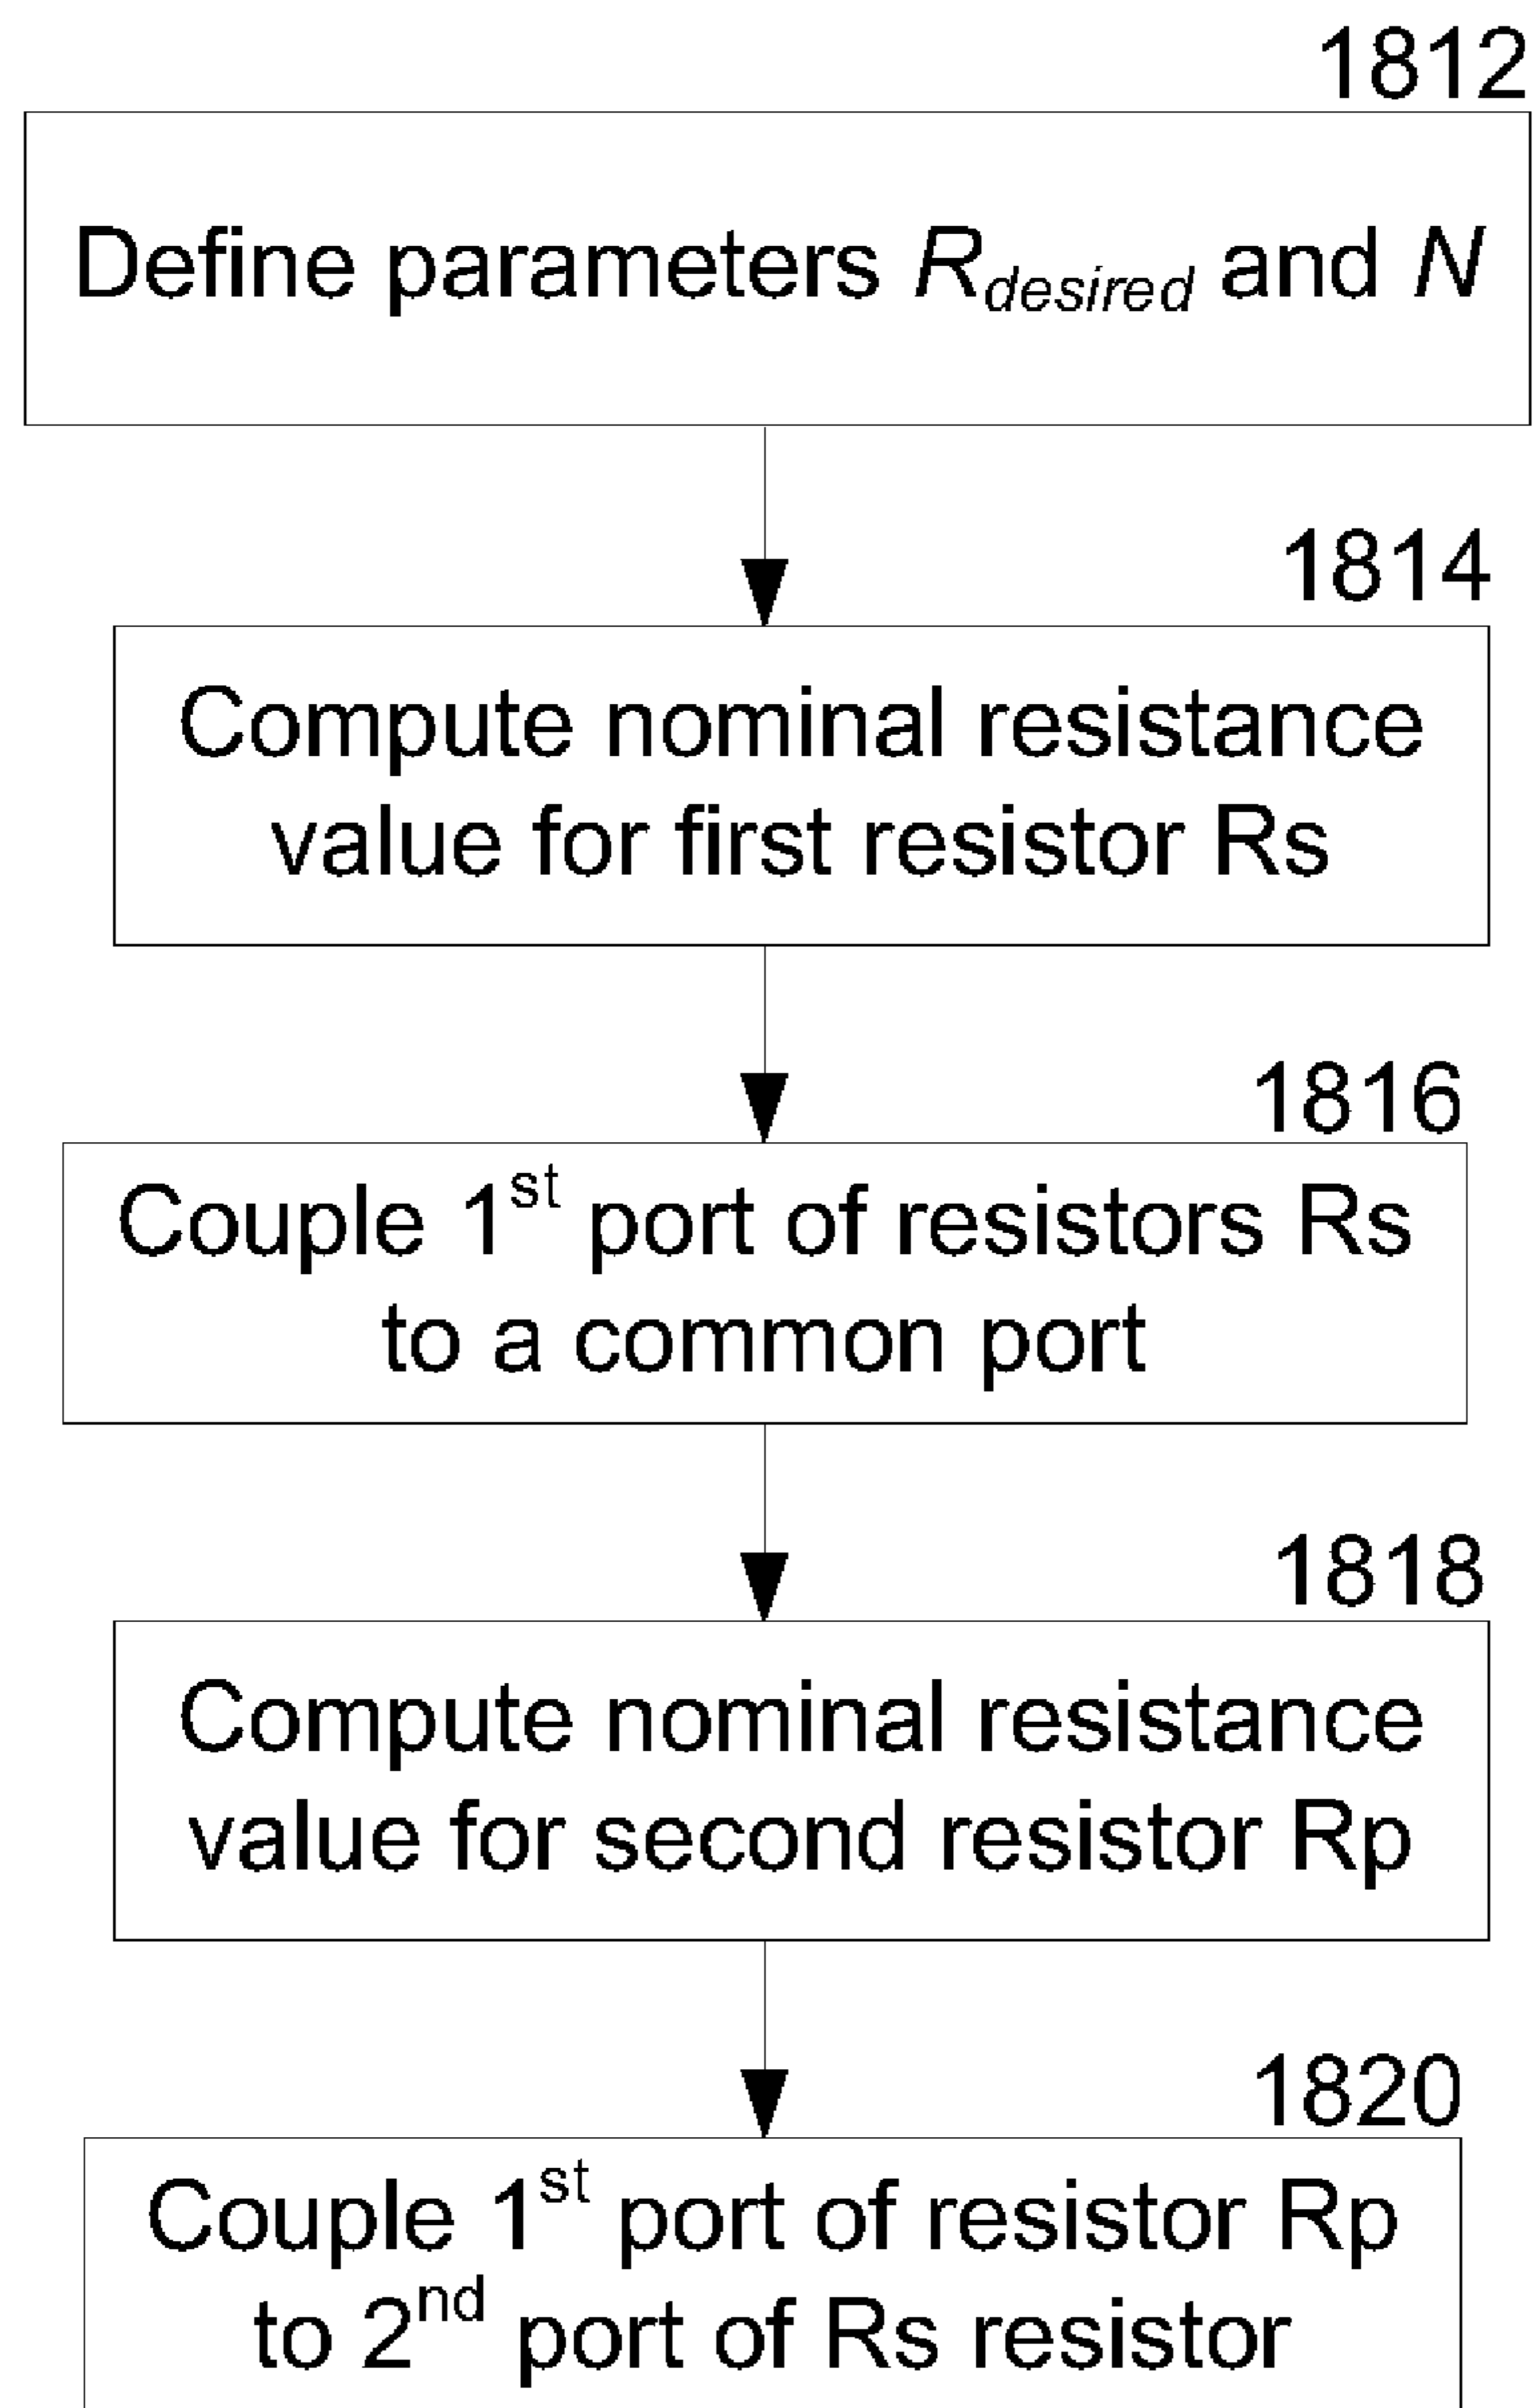 1812
Define parameters R_desired and N
1814
Compute nominal resistance
value for first resistor Rs
1816
Couple 1st port of resistors Rs
to a common port
1818
Compute nominal resistance
value for second resistor Rp
1820
Couple 1st port of resistor Rp
to 2nd port of Rs resistor